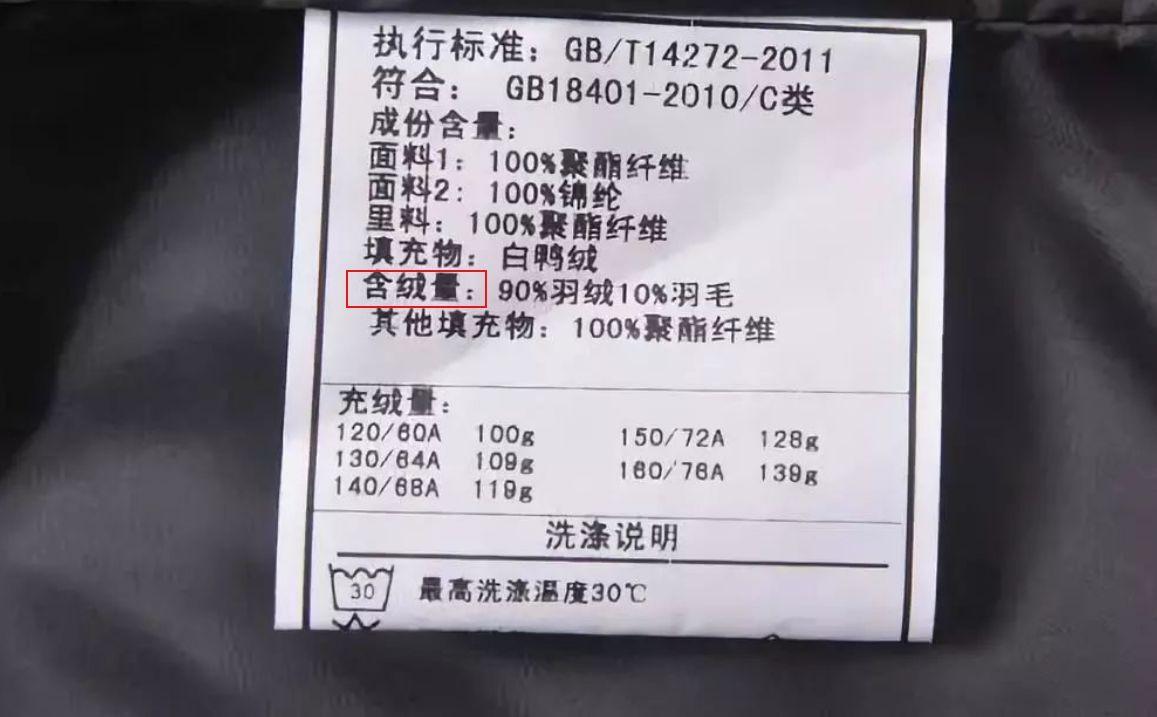 执行标准：GB/T14272-2011
符合：GB18401-2010/C类
成份含量：
面料1：100%聚酯纤维
面料2：100%锦纶
里料：100%聚酯纤维
填充物：白鸭绒
含绒量：90%羽绒10%羽毛
其他填充物：100%聚酯纤维
充绒量：
120/60A 100g 150/72A 128g
130/64A 109g 160/76A 139g
140/68A 119g
洗涤说明
30 最高洗涤温度30℃